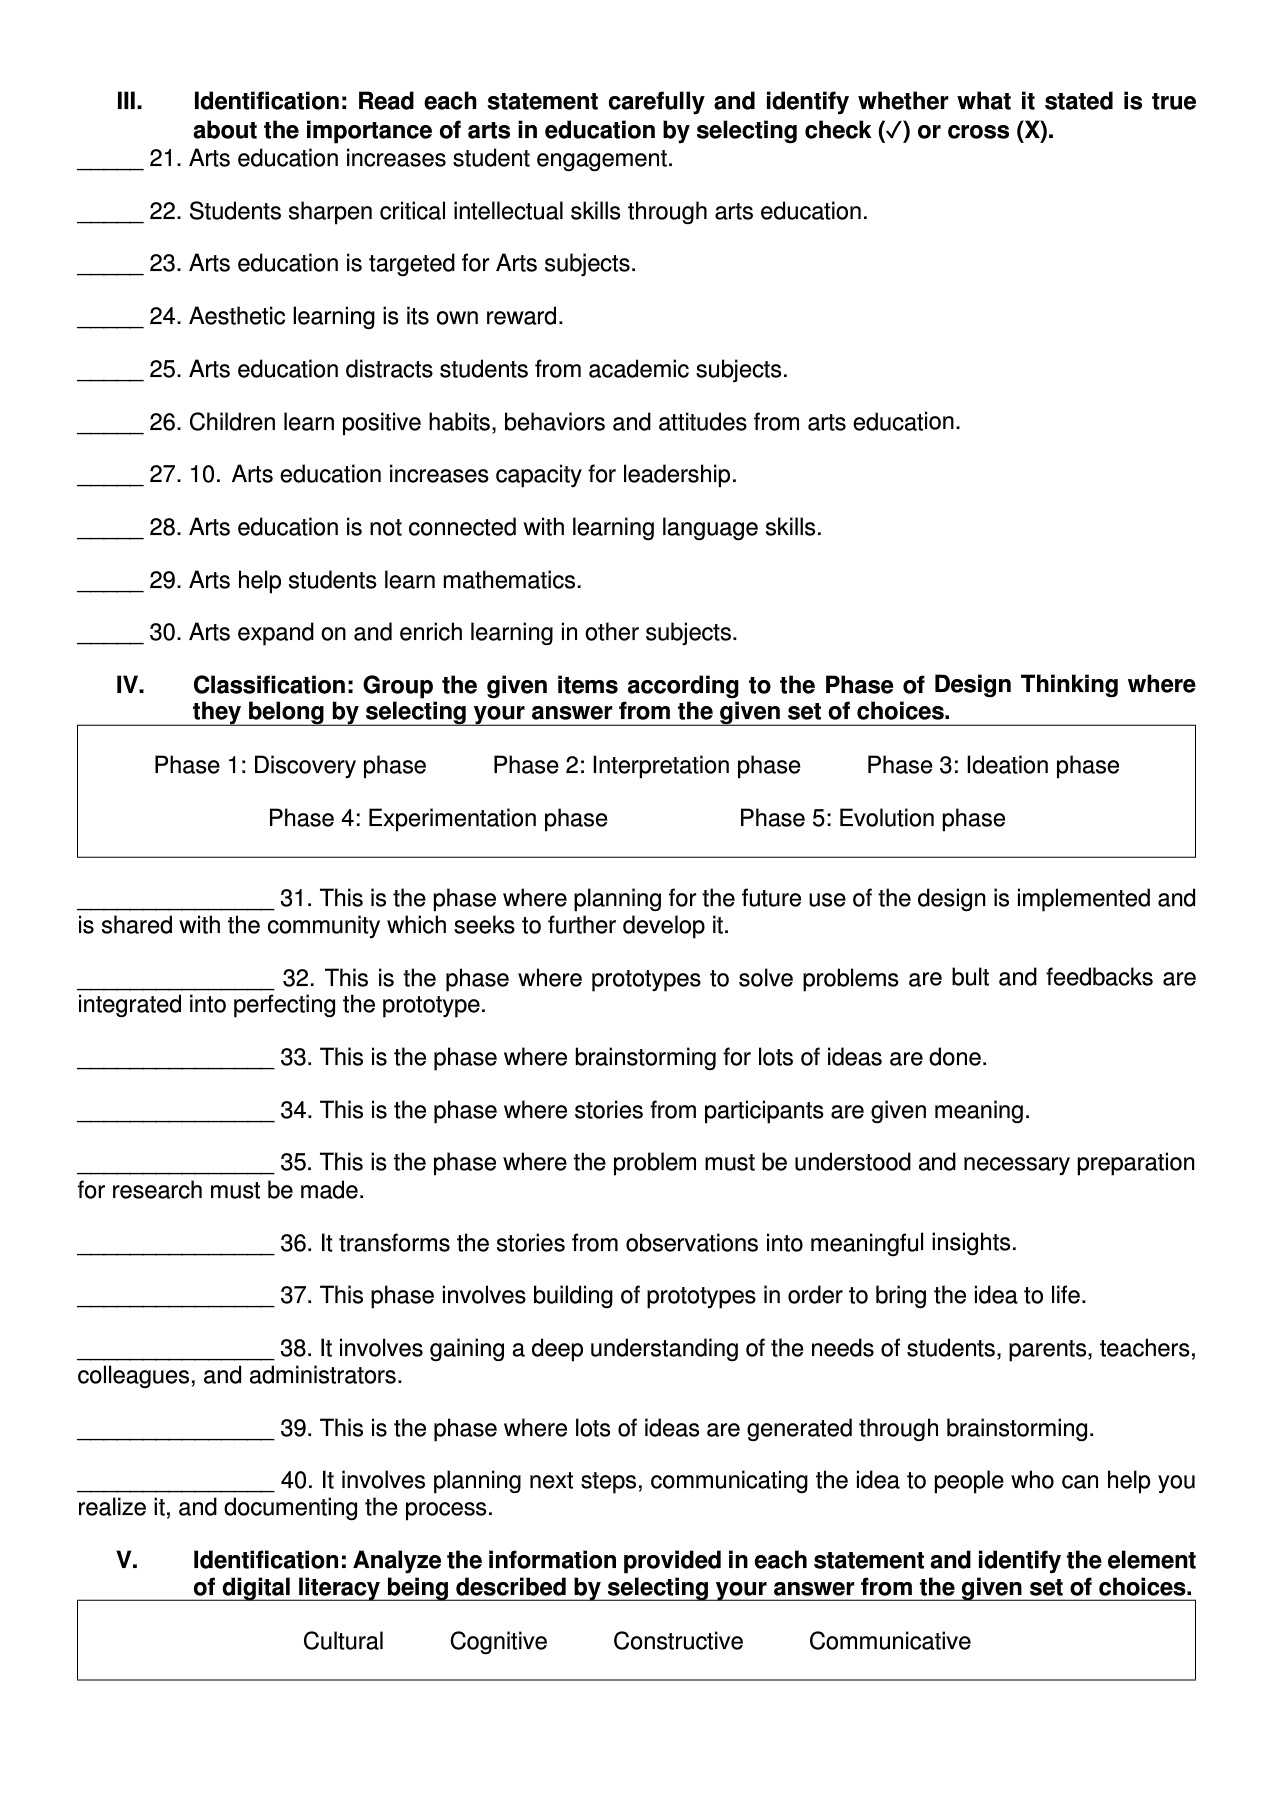 III. Identification: Read each statement carefully and identify whether what it stated is true
about the importance of arts in education by selecting check (✓) or cross (X).
_____ 21. Arts education increases student engagement.
_____ 22. Students sharpen critical intellectual skills through arts education.
_____ 23. Arts education is targeted for Arts subjects.
_____ 24. Aesthetic learning is its own reward.
_____ 25. Arts education distracts students from academic subjects.
_____ 26. Children learn positive habits, behaviors and attitudes from arts education.
_____ 27. 10. Arts education increases capacity for leadership.
_____ 28. Arts education is not connected with learning language skills.
_____ 29. Arts help students learn mathematics.
_____ 30. Arts expand on and enrich learning in other subjects.
IV. Classification: Group the given items according to the Phase of Design Thinking where
they belong by selecting your answer from the given set of choices.
Phase 1: Discovery phase Phase 2: Interpretation phase Phase 3: Ideation phase
Phase 4: Experimentation phase Phase 5: Evolution phase
_______________ 31. This is the phase where planning for the future use of the design is implemented and
is shared with the community which seeks to further develop it.
_______________ 32. This is the phase where prototypes to solve problems are bult and feedbacks are
integrated into perfecting the prototype.
_______________ 33. This is the phase where brainstorming for lots of ideas are done.
_______________ 34. This is the phase where stories from participants are given meaning.
_______________ 35. This is the phase where the problem must be understood and necessary preparation
for research must be made.
_______________ 36. It transforms the stories from observations into meaningful insights.
_______________ 37. This phase involves building of prototypes in order to bring the idea to life.
_______________ 38. It involves gaining a deep understanding of the needs of students, parents, teachers,
colleagues, and administrators.
_______________ 39. This is the phase where lots of ideas are generated through brainstorming.
_______________ 40. It involves planning next steps, communicating the idea to people who can help you
realize it, and documenting the process.
V. Identification: Analyze the information provided in each statement and identify the element
of digital literacy being described by selecting your answer from the given set of choices.
Cultural Cognitive Constructive Communicative